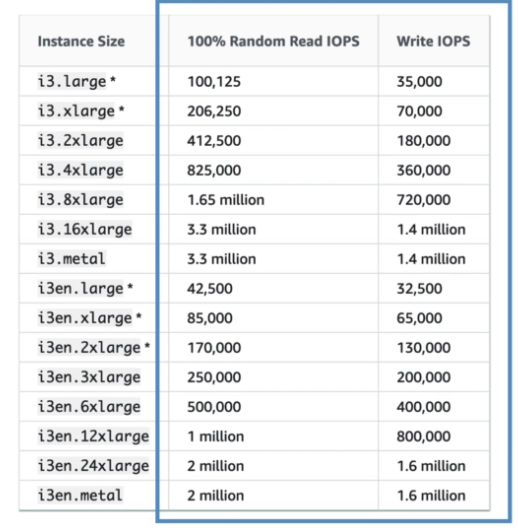 Instance Size 100% Random Read IOPS Write IOPS
i3.large * 100,125 35,000
i3.xlarge * 206,250 70,000
i3.2xlarge 412,500 180,000
i3.4xlarge 825,000 360,000
i3.8xlarge 1.65 million 720,000
i3.16xlarge 3.3 million 1.4 million
i3.metal 3.3 million 1.4 million
i3en.large * 42,500 32,500
i3en.xlarge * 85,000 65,000
i3en.2xlarge * 170,000 130,000
i3en.3xlarge 250,000 200,000
i3en.6xlarge 500,000 400,000
i3en.12xlarge 1 million 800,000
i3en.24xlarge 2 million 1.6 million
i3en.metal 2 million 1.6 million